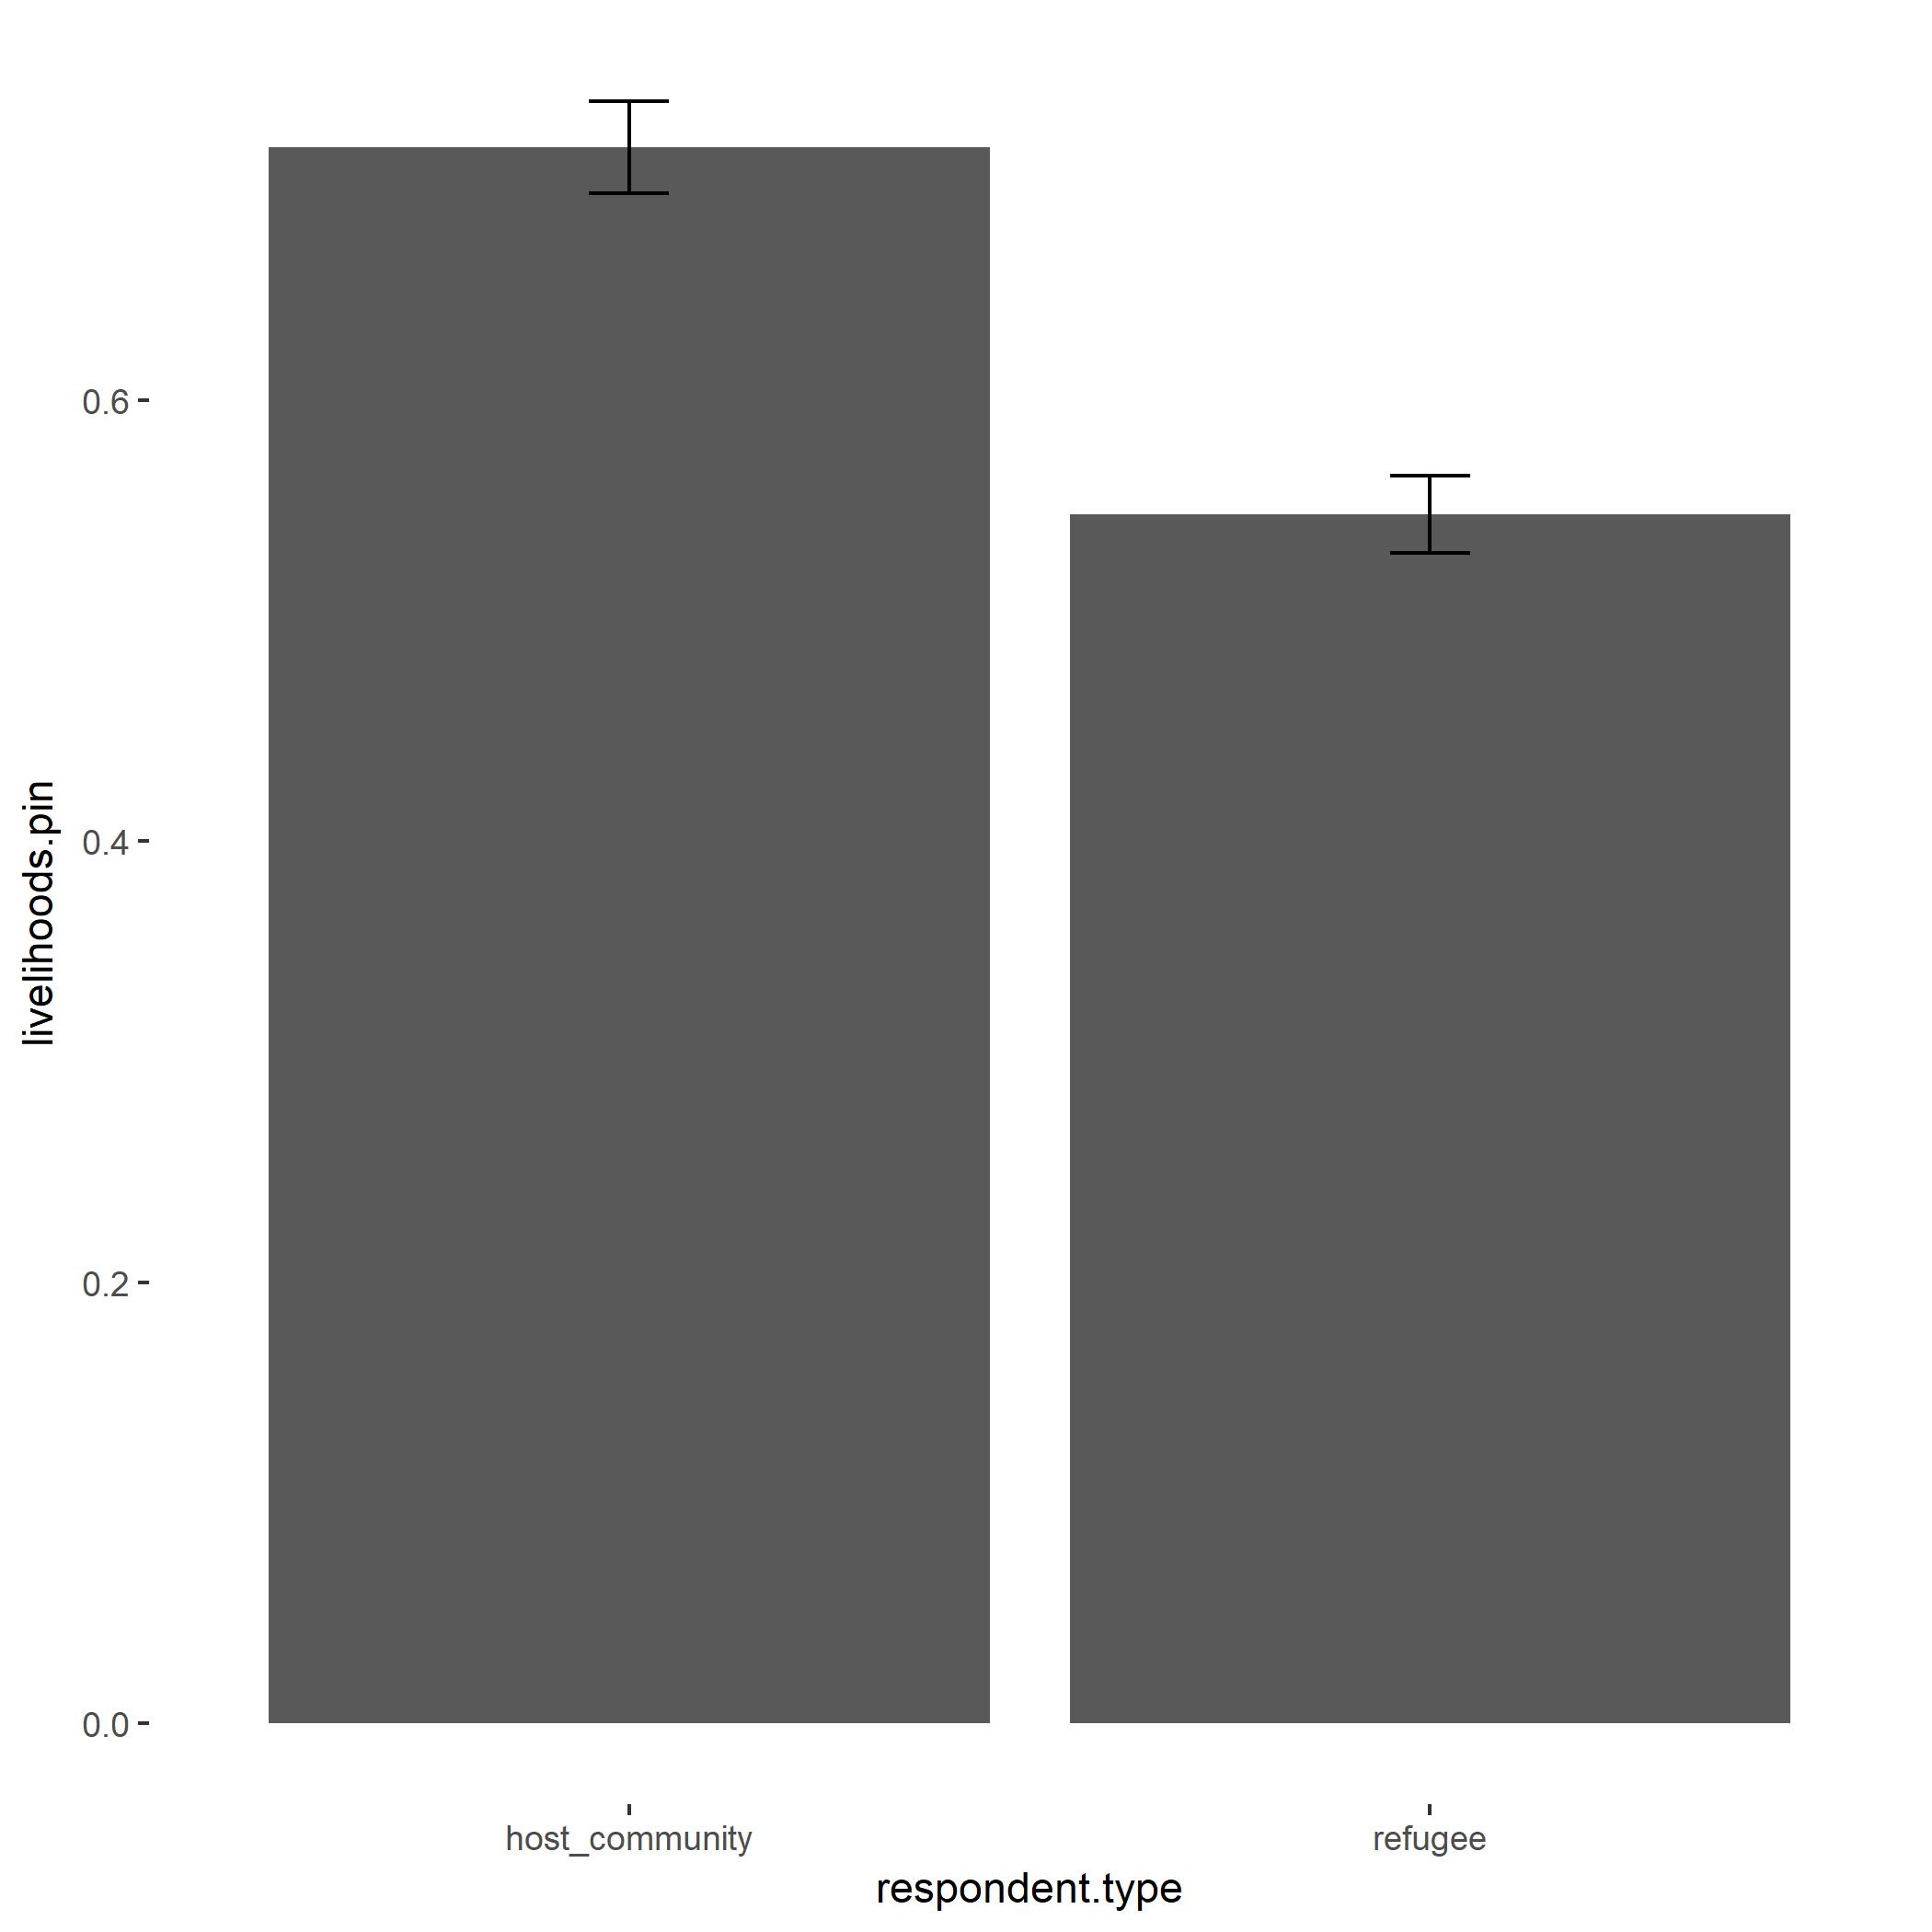 livelihoods.pin
0.6
0.4
0.2
0.0
host_community
refugee
respondent.type